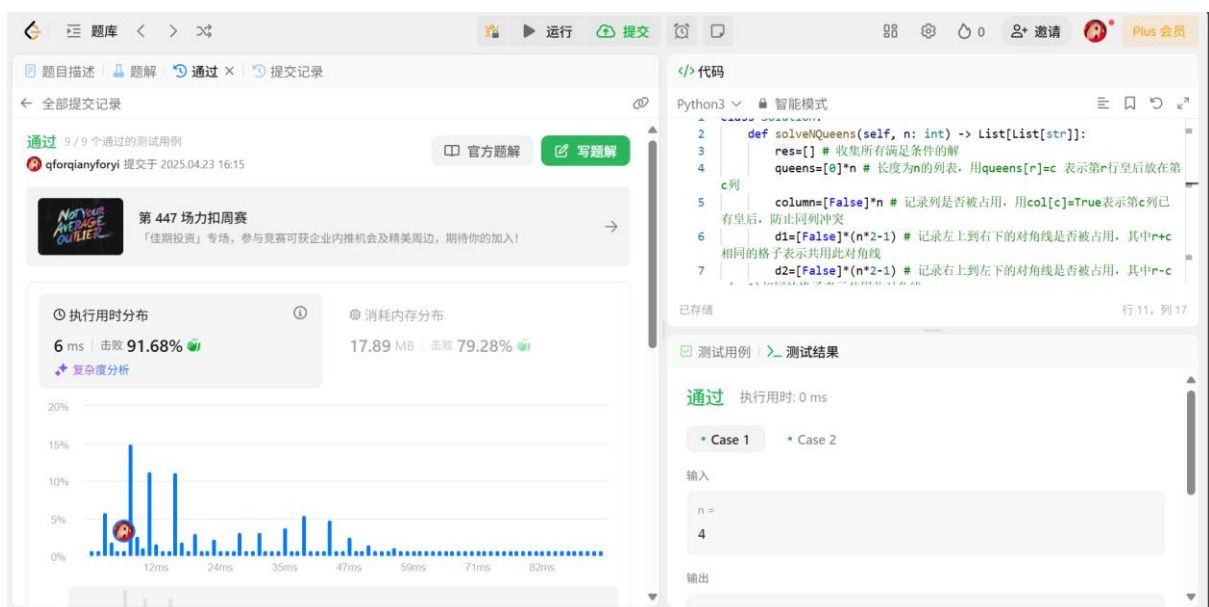 题库
运行
提交
0
邀请
Plus 会员
题目描述
题解
通过
提交记录
全部提交记录
通过 9 / 9 个通过的测试用例
官方题解
写题解
qforqianyforyi 提交于 2025.04.23 16:15
NOT YOUR
AVERAGE
OUTLIER
第 447 场力扣周赛
「佳期投资」专场，参与竞赛可获企业内推机会及精美周边，期待你的加入！
执行用时分布
6 ms 击败 91.68%
复杂度分析
消耗内存分布
17.89 MB 击败 79.28%
20%
15%
10%
5%
0%
12ms 24ms 35ms 47ms 59ms 71ms 82ms
代码
Python3 智能模式
1 class Solution:
2 def solveNQueens(self, n: int) -> List[List[str]]:
3 res=[] # 收集所有满足条件的解
4 queens=[0]*n # 长度为n的列表，用queens[r]=c 表示第r行皇后放在第
c列
5 column=[False]*n # 记录列是否被占用，用col[c]=True表示第c列已
有皇后，防止同列冲突
6 d1=[False]*(n*2-1) # 记录左上到右下的对角线是否被占用，其中r+c
相同的格子表示共用此对角线
7 d2=[False]*(n*2-1) # 记录右上到左下的对角线是否被占用，其中r-c
已存储
行 11，列 17
测试用例
测试结果
通过 执行用时: 0 ms
Case 1
Case 2
输入
n =
4
输出